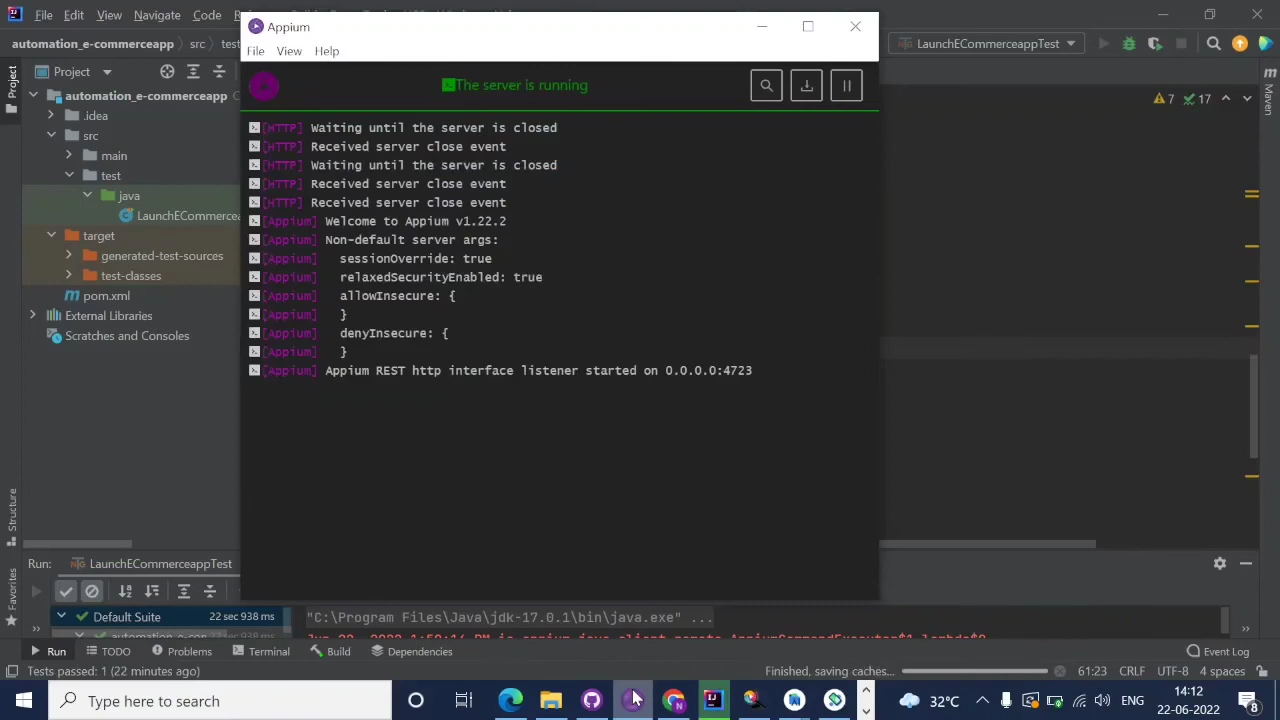 File Edit View Navigate Code
Appium
File View Help
automation_e-commerceapp src
LaunchECommerceappTest
The server is running
Project
Project
automation_e-commerceapp
7 17
Maven
.idea
src
main
test
java
LaunchECommercea
target
generated-test-sources
test-classes
pom.xml
External Libraries
Scratches and Consoles
[HTTP] Waiting until the server is closed
[HTTP] Received server close event
[HTTP] Waiting until the server is closed
[HTTP] Received server close event
[HTTP] Received server close event
[Appium] Welcome to Appium v1.22.2
[Appium] Non-default server args:
[Appium] sessionOverride: true
[Appium] relaxedSecurityEnabled: true
[Appium] allowInsecure: {
[Appium] }
[Appium] denyInsecure: {
[Appium] }
[Appium] Appium REST http interface listener started on 0.0.0.0:4723
Structure
Favorites
Run: LaunchECommerceappTest
Default Suite 22 sec 938 ms
"C:\Program Files\Java\jdk-17.0.1\bin\java.exe" ...
Run TODO Problems Terminal Build Dependencies Event Log
Tests passed: 1 (22 minutes ago) Finished, saving caches... 61:23 CRLF UTF-8 4 spaces
Type here to search
32°C ENG 14:12
22-06-2022
8